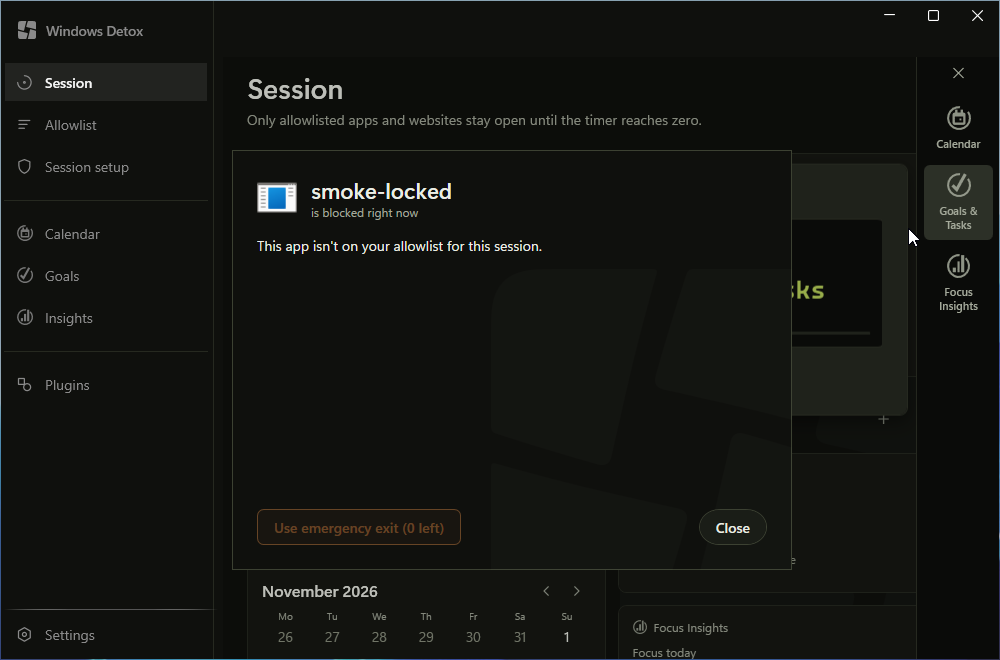 Windows Detox
Session
Allowlist
Session setup
Calendar
Goals
Insights
Plugins
Settings
Session
Only allowlisted apps and websites stay open until the timer reaches zero.
smoke-locked
is blocked right now
This app isn't on your allowlist for this session.
Use emergency exit (0 left)
Close
November 2026
Mo Tu We Th Fr Sa Su
26 27 28 29 30 31 1
Focus Insights
Focus today
Calendar
Goals &
Tasks
Focus
Insights